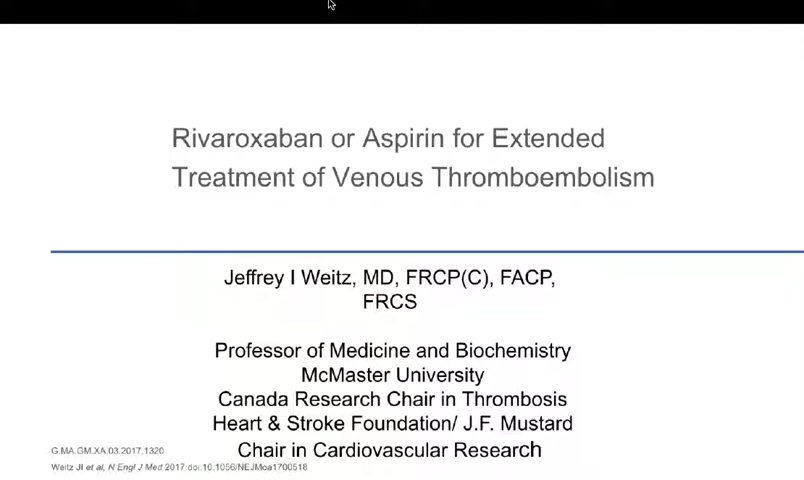 Rivaroxaban or Aspirin for Extended
Treatment of Venous Thromboembolism
Jeffrey I Weitz, MD, FRCP(C), FACP,
FRCS
Professor of Medicine and Biochemistry
McMaster University
Canada Research Chair in Thrombosis
Heart & Stroke Foundation/ J.F. Mustard
Chair in Cardiovascular Research
G.MA.GM.XA.03.2017,1320
Weitz JI et al, N Engl J Med 2017 doi:10.1056/NEJMoa1700518